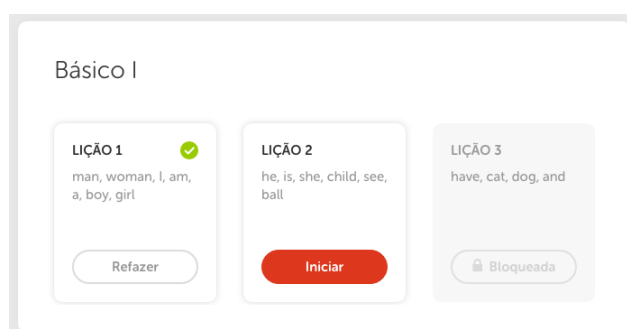 Básico I
LIÇÃO 1
man, woman, I, am,
a, boy, girl
Refazer
LIÇÃO 2
he, is, she, child, see,
ball
Iniciar
LIÇÃO 3
have, cat, dog, and
Bloqueada